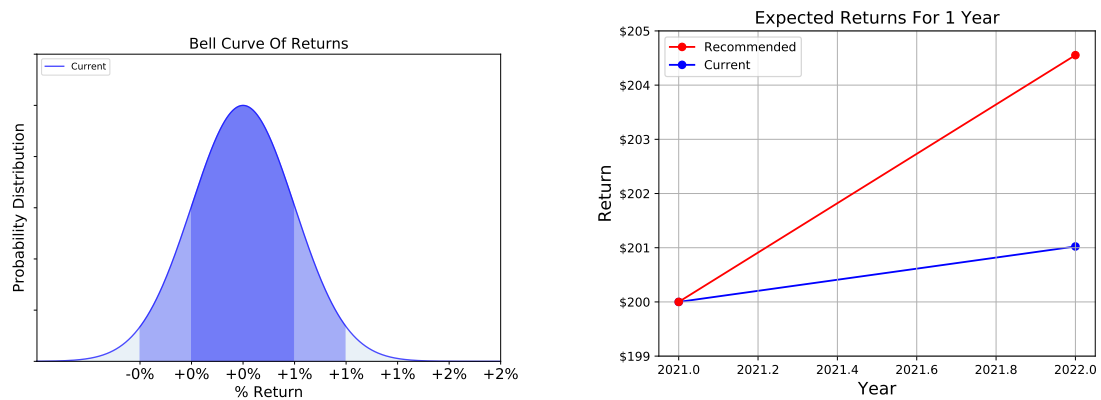 Bell Curve Of Returns
Current
Probability Distribution
-0% +0% +0% +1% +1% +1% +2% +2%
% Return
Expected Returns For 1 Year
Recommended
Current
Return
$205
$204
$203
$202
$201
$200
$199
2021.0 2021.2 2021.4 2021.6 2021.8 2022.0
Year